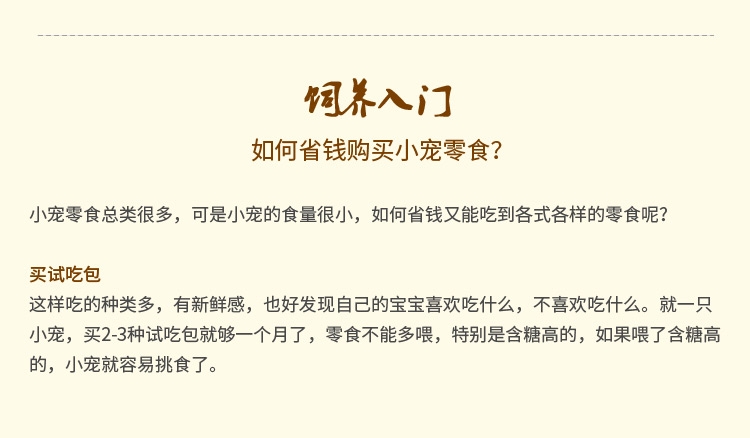 饲养入门
如何省钱购买小宠零食？
小宠零食总类很多，可是小宠的食量很小，如何省钱又能吃到各式各样的零食呢？
买试吃包
这样吃的种类多，有新鲜感，也好发现自己的宝宝喜欢吃什么，不喜欢吃什么。就一只
小宠，买2-3种试吃包就够一个月了，零食不能多喂，特别是含糖高的，如果喂了含糖高
的，小宠就容易挑食了。